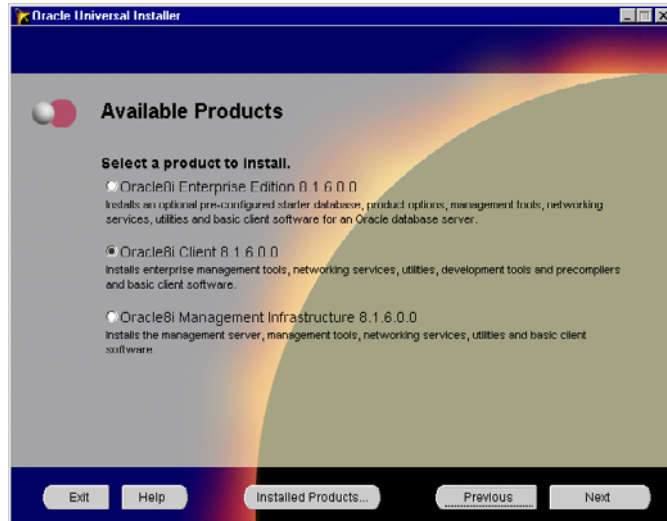 Oracle Universal Installer
Available Products
Select a product to install.
Oracle8i Enterprise Edition 8.1.6.0.0
Installs an optional pre-configured starter database, product options, management tools, networking
services, utilities and basic client software for an Oracle database server.
Oracle8i Client 8.1.6.0.0
Installs enterprise management tools, networking services, utilities, development tools and precompilers
and basic client software.
Oracle8i Management Infrastructure 8.1.6.0.0
Installs the management server, management tools, networking services, utilities and basic client
software.
Exit Help Installed Products... Previous Next